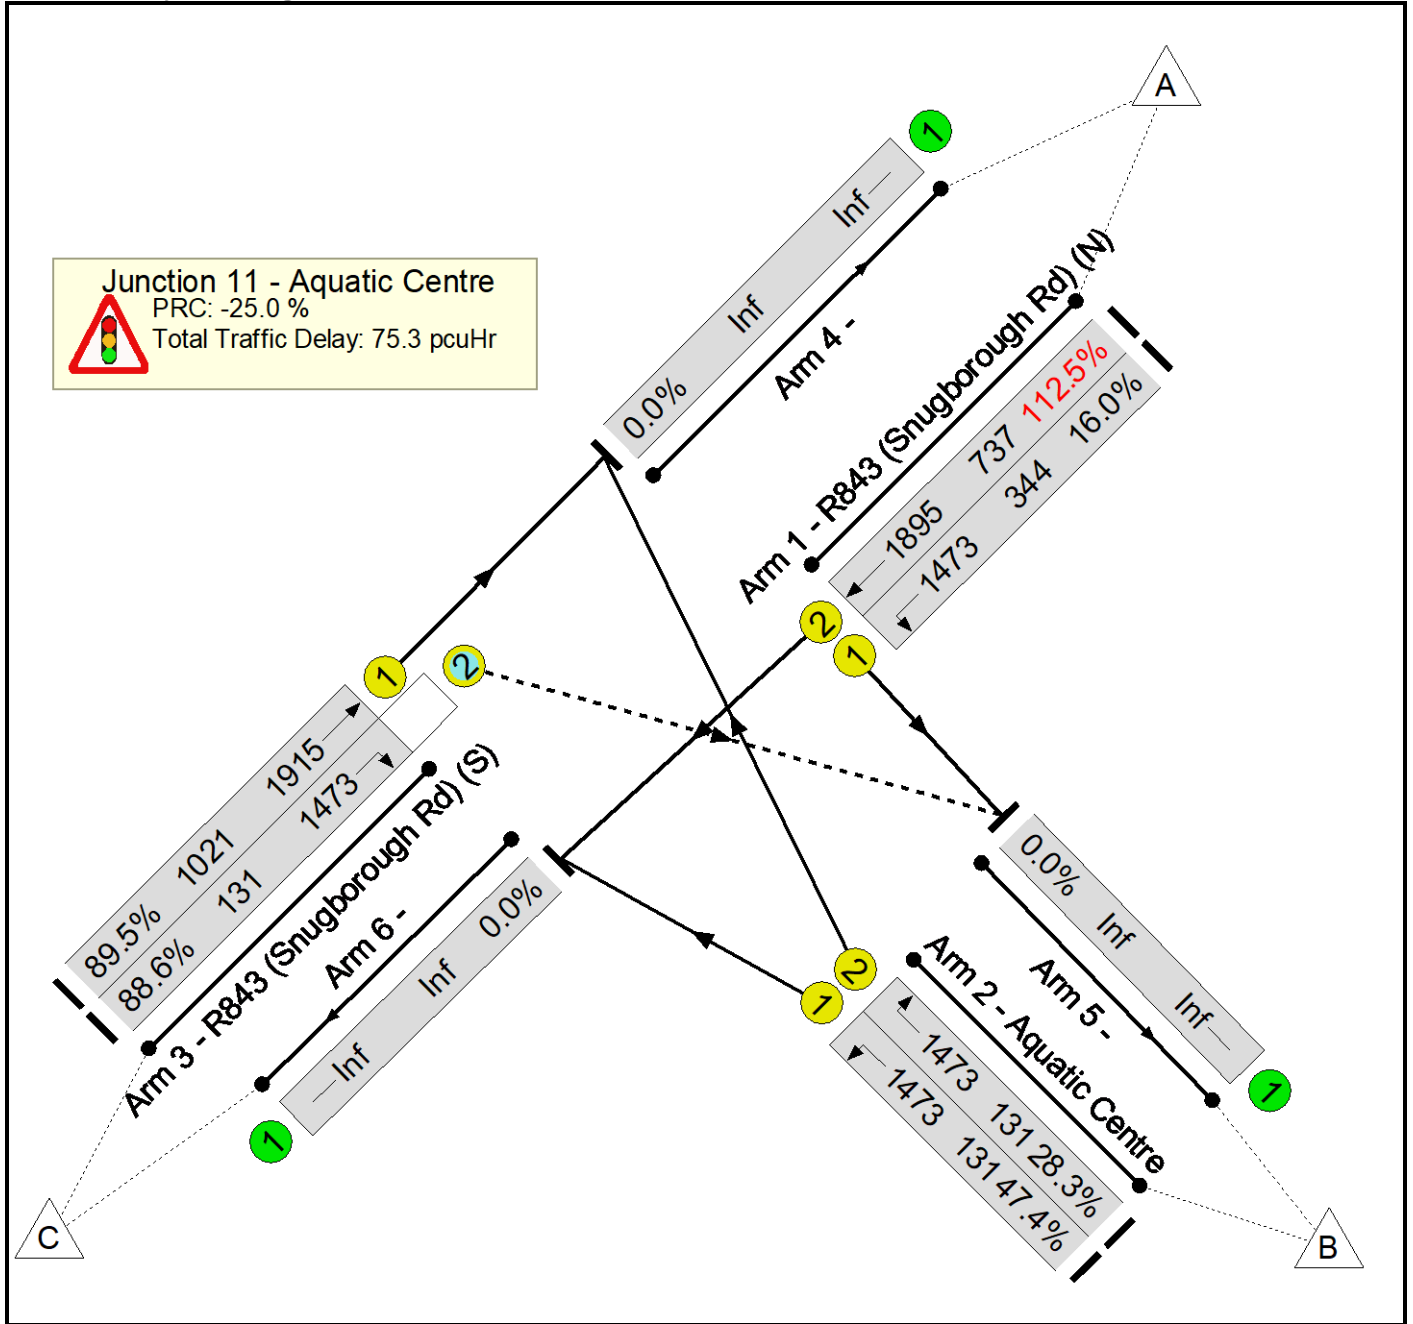 A
1
Inf
Inf
0.0%
Arm 4 -
Junction 11 - Aquatic Centre
PRC: -25.0 %
Total Traffic Delay: 75.3 pcuHr
Arm 1 - R843 (Snugborough Rd) (N)
1895 737 112.5%
1473 344 16.0%
2
1
1
2
89.5% 1021 1915
88.6% 131 1473
Arm 3 - R843 (Snugborough Rd) (S)
Arm 6 -
Inf Inf 0.0%
1
C
0.0% Inf Inf
Arm 5 -
1
2
1
Arm 2 - Aquatic Centre
1473 131 28.3%
1473 131 47.4%
B